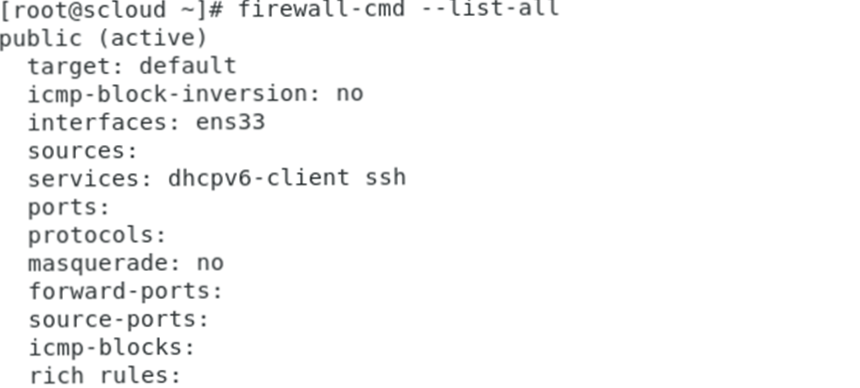 [root@scloud ~]# firewall-cmd --list-all
public (active)
  target: default
  icmp-block-inversion: no
  interfaces: ens33
  sources:
  services: dhcpv6-client ssh
  ports:
  protocols:
  masquerade: no
  forward-ports:
  source-ports:
  icmp-blocks:
  rich rules: